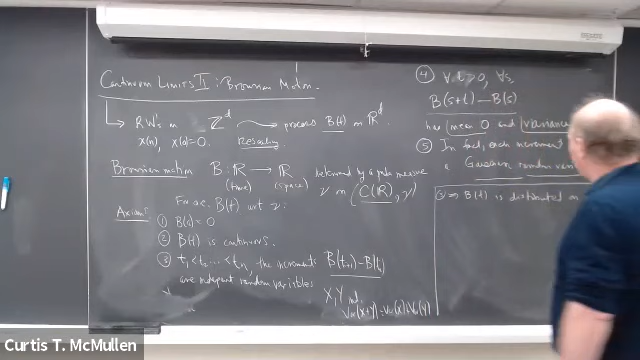 Continuum Limits II: Brownian Motion.
RW's on ℤ^d → process B(t) on ℝ^d.
x(n), x(0)=0. Rescaling
Brownian motion B: ℝ → ℝ determined by a prob. measure
(time) (space) ν on (C(ℝ), ν)
For a.e. B(t) wrt ν:
Axioms
① B(0)=0
② B(t) is continuous.
③ t₁<t₂...<tₙ, the increments B(tᵢ₊₁)-B(tᵢ)
are independent random variables
X, Y ind.
Var(X+Y)=Var(X)+Var(Y)
④ ∀ t>0, ∀s,
B(s+t)-B(s)
has mean 0 and variance
⑤ In fact, each increment
a Gaussian random
⇒ B(t) is distributed
Curtis T. McMullen